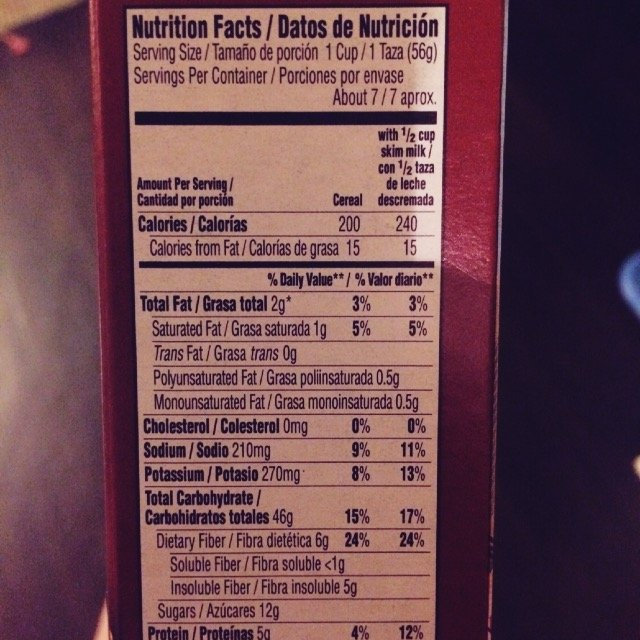 Nutrition Facts / Datos de Nutrición
Serving Size / Tamaño de porción 1 Cup / 1 Taza (56g)
Servings Per Container / Porciones por envase
About 7 / 7 aprox.
with 1/2 cup
skim milk /
con 1/2 taza
Amount Per Serving / de leche
Cantidad por porción Cereal descremada
Calories / Calorías 200 240
Calories from Fat / Calorías de grasa 15 15
% Daily Value** / % Valor diario**
Total Fat / Grasa total 2g* 3% 3%
Saturated Fat / Grasa saturada 1g 5% 5%
Trans Fat / Grasa trans 0g
Polyunsaturated Fat / Grasa poliinsaturada 0.5g
Monounsaturated Fat / Grasa monoinsaturada 0.5g
Cholesterol / Colesterol 0mg 0% 0%
Sodium / Sodio 210mg 9% 11%
Potassium / Potasio 270mg 8% 13%
Total Carbohydrate /
Carbohidratos totales 46g 15% 17%
Dietary Fiber / Fibra dietética 6g 24% 24%
Soluble Fiber / Fibra soluble <1g
Insoluble Fiber / Fibra insoluble 5g
Sugars / Azúcares 12g
Protein / Proteínas 5g 4% 12%